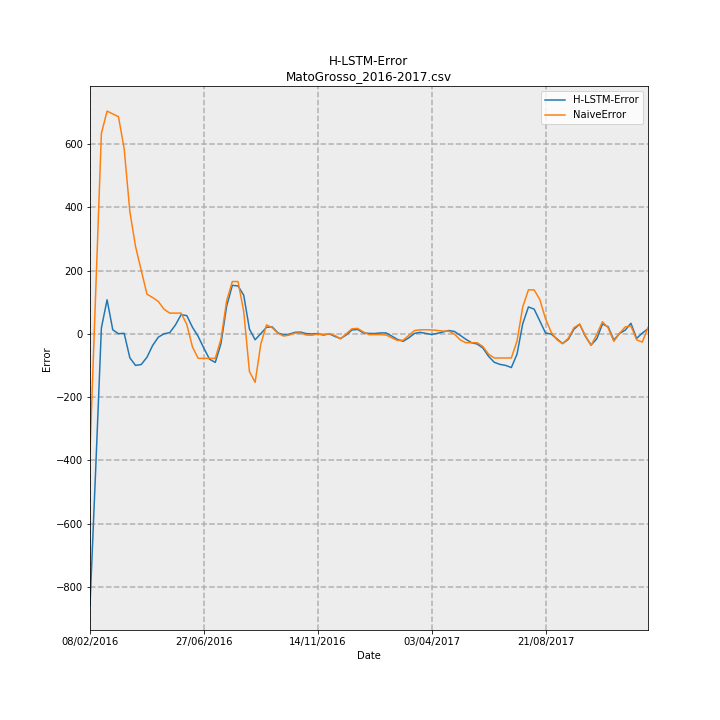 H-LSTM-Error
MatoGrosso_2016-2017.csv
H-LSTM-Error
NaiveError
600
400
200
0
−200
−400
−600
−800
Error
08/02/2016
27/06/2016
14/11/2016
03/04/2017
21/08/2017
Date